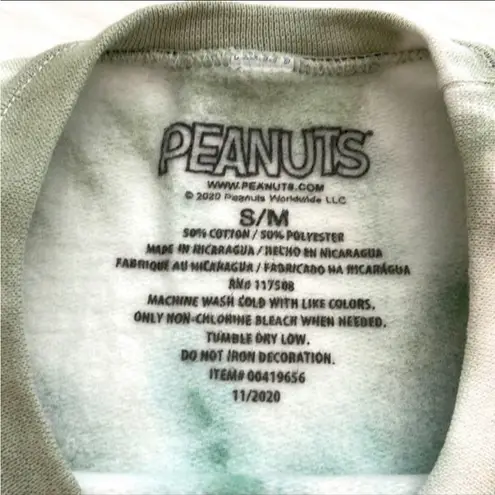 PEANUTS
WWW.PEANUTS.COM
© 2020 Peanuts Worldwide LLC
S/M
50% COTTON / 50% POLYESTER
MADE IN NICARAGUA / HECHO EN NICARAGUA
FABRIQUE AU NICARAGUA / FABRICADO NA NICARÁGUA
RN# 117508
MACHINE WASH COLD WITH LIKE COLORS.
ONLY NON-CHLORINE BLEACH WHEN NEEDED.
TUMBLE DRY LOW.
DO NOT IRON DECORATION.
ITEM# 00419656
11/2020